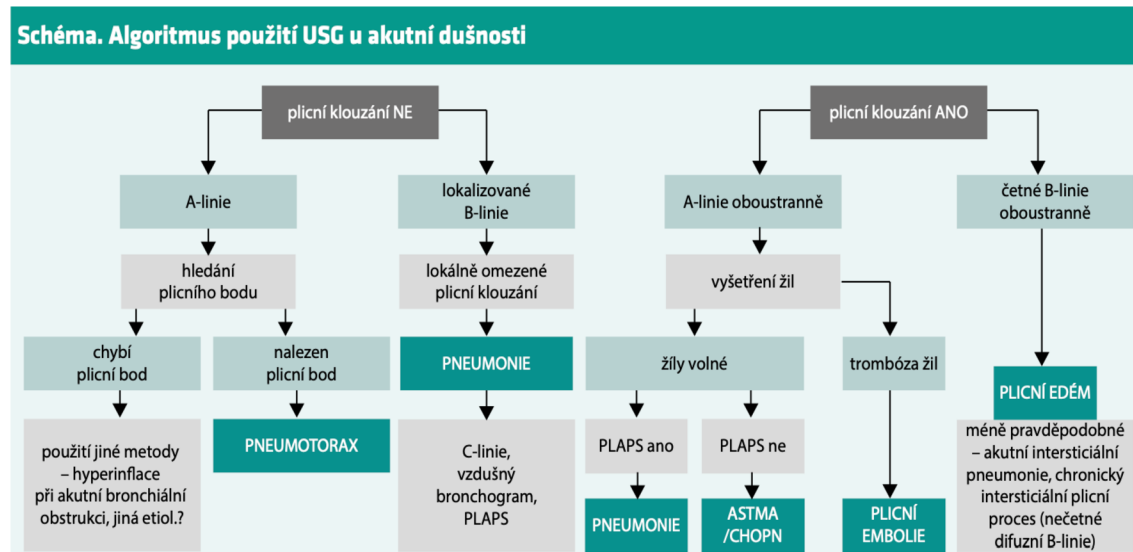 Schéma. Algoritmus použití USG u akutní dušnosti
plicní klouzání NE
plicní klouzání ANO
A-linie
lokalizované
B-linie
A-linie oboustranně
četné B-linie
oboustranně
hledání
plicního bodu
lokálně omezené
plicní klouzání
vyšetření žil
chybí
plicní bod
nalezen
plicní bod
PNEUMONIE
žíly volné
trombóza žil
PLICNÍ EDÉM
použití jiné metody
– hyperinflace
při akutní bronchiální
obstrukci, jiná etiol.?
PNEUMOTORAX
C-linie,
vzdušný
bronchogram,
PLAPS
PLAPS ano
PLAPS ne
PNEUMONIE
ASTMA
/CHOPN
PLICNÍ
EMBOLIE
méně pravděpodobné
– akutní intersticiální
pneumonie, chronický
intersticiální plicní
proces (nečetné
difuzní B-linie)